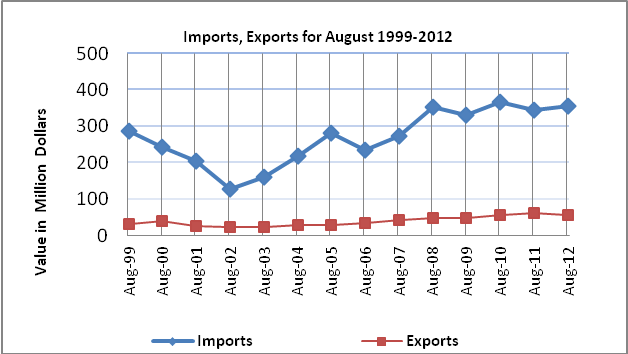 Imports, Exports for August 1999-2012
Value in Million Dollars
500
400
300
200
100
0
Aug-99
Aug-00
Aug-01
Aug-02
Aug-03
Aug-04
Aug-05
Aug-06
Aug-07
Aug-08
Aug-09
Aug-10
Aug-11
Aug-12
Imports
Exports